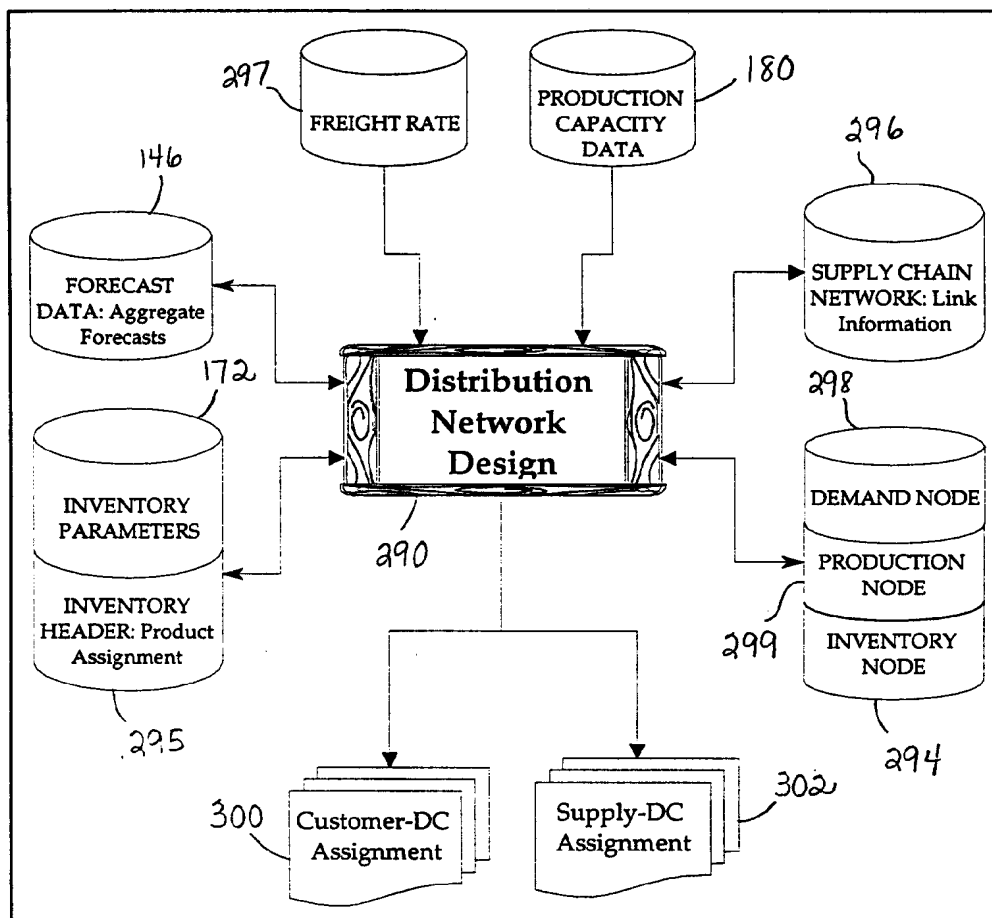 297
FREIGHT RATE
PRODUCTION
CAPACITY
DATA
180
146
FORECAST
DATA: Aggregate
Forecasts
296
SUPPLY CHAIN
NETWORK: Link
Information
172
INVENTORY
PARAMETERS
INVENTORY
HEADER: Product
Assignment
295
Distribution
Network
Design
290
298
DEMAND NODE
PRODUCTION
NODE
299
INVENTORY
NODE
294
300
Customer-DC
Assignment
Supply-DC
Assignment
302